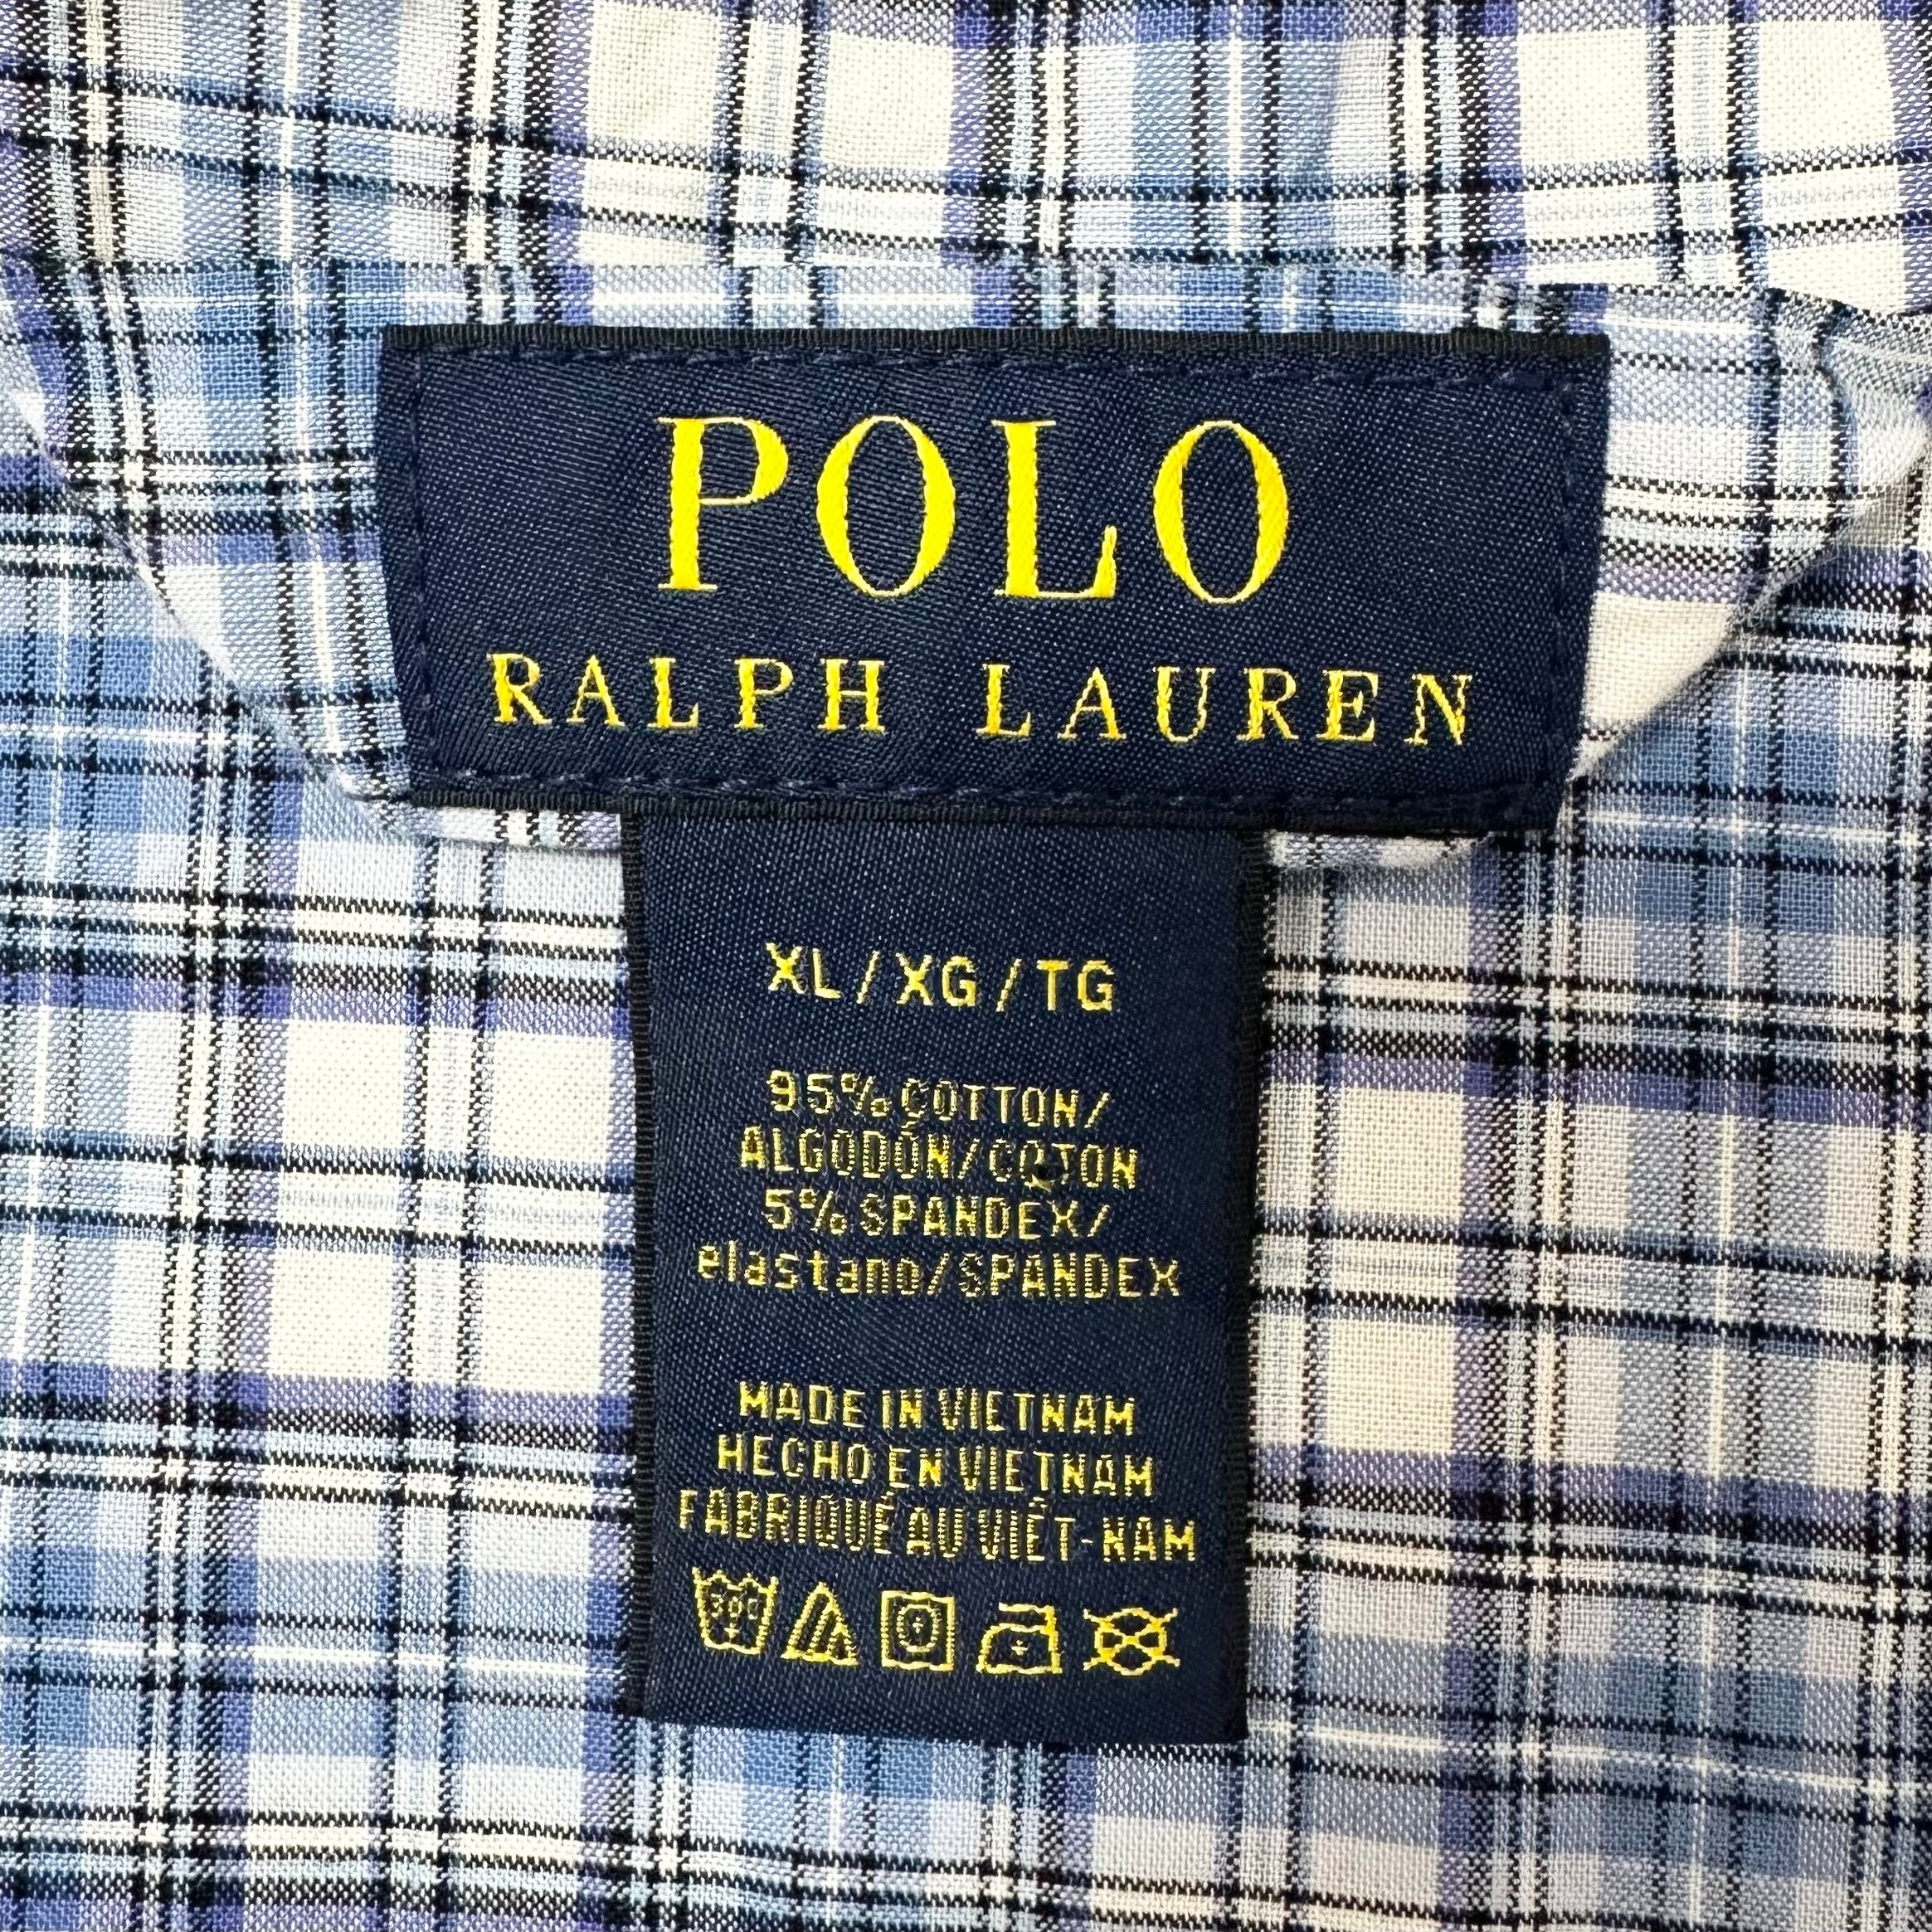 POLO
RALPH LAUREN
XL/XG/TG
95% COTTON/
ALGODÓN/COTON
5% SPANDEX/
elastano/SPANDEX
MADE IN VIETNAM
HECHO EN VIETNAM
FABRIQUÉ AU VIÊT-NAM
30C